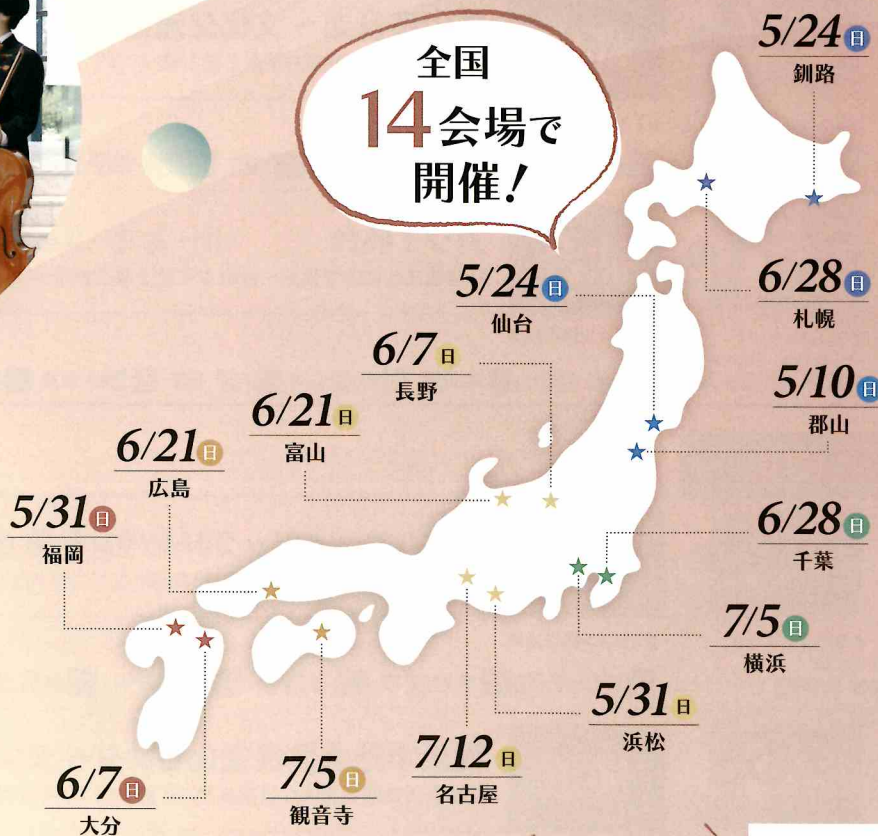 全国
14会場で
開催!
5/24日
釧路
6/28日
札幌
5/24日
仙台
6/7日
長野
5/10日
郡山
6/21日
富山
6/21日
広島
5/31日
福岡
6/28日
千葉
7/5日
横浜
5/31日
浜松
7/12日
名古屋
7/5日
観音寺
6/7日
大分